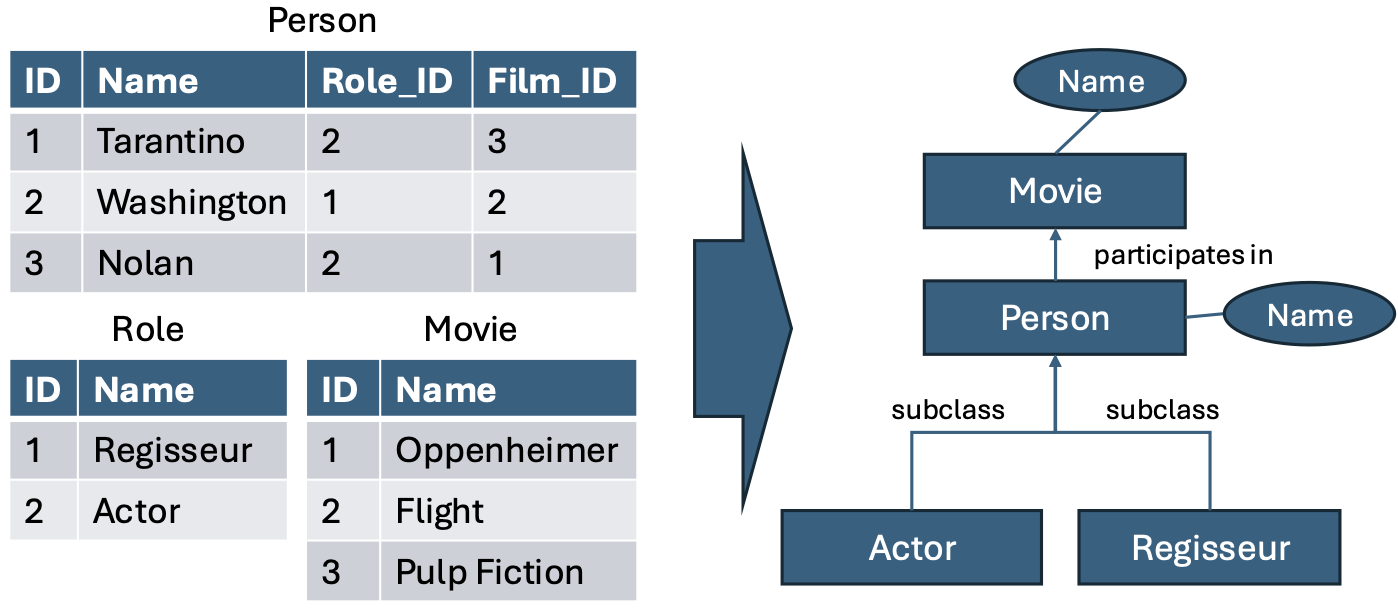 Person
ID Name Role_ID Film_ID
1 Tarantino 2 3
2 Washington 1 2
3 Nolan 2 1
Role
ID Name
1 Regisseur
2 Actor
Movie
ID Name
1 Oppenheimer
2 Flight
3 Pulp Fiction
Name
Movie
participates in
Person
Name
subclass
subclass
Actor
Regisseur